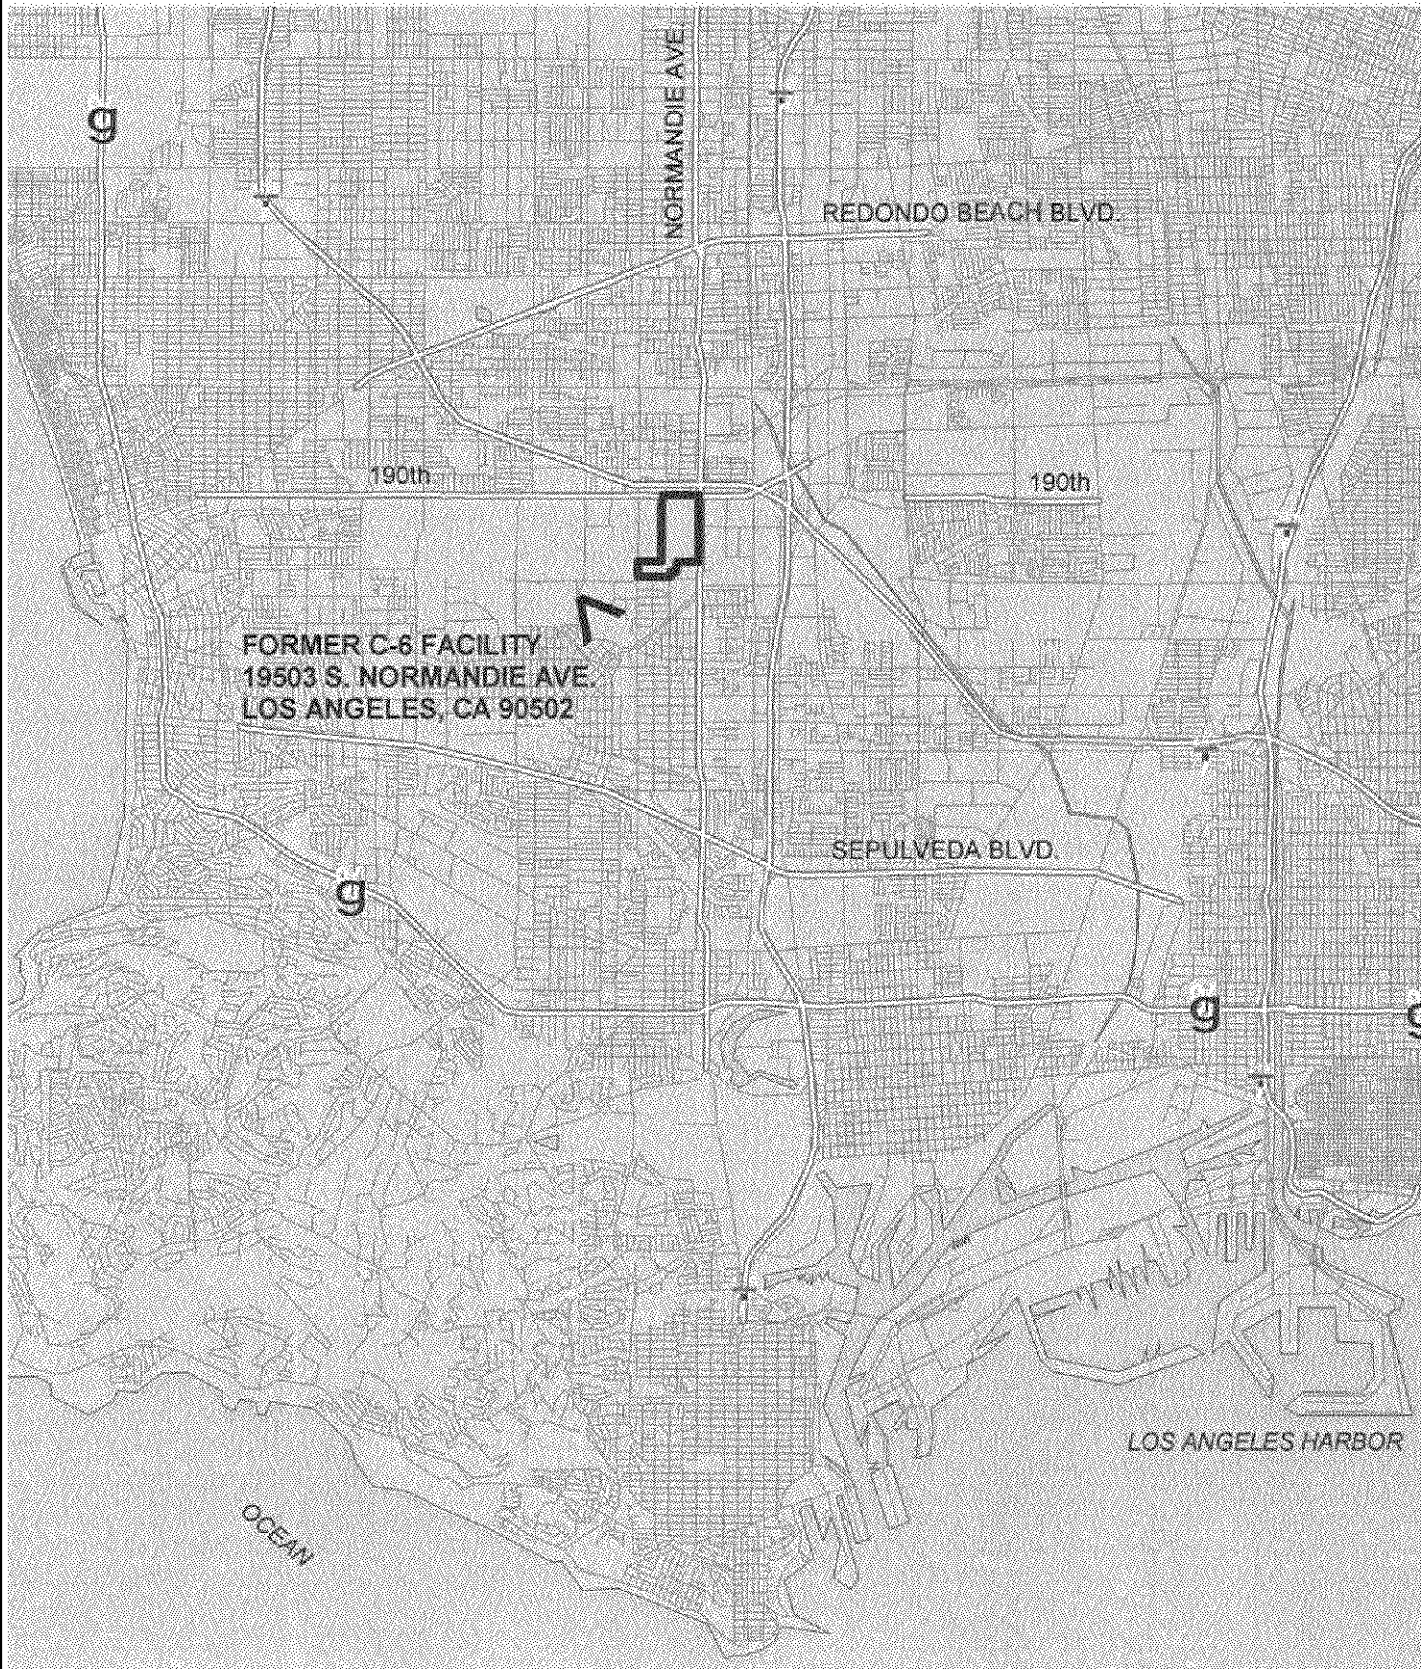 NORMANDIE AVE.
g
REDONDO BEACH BLVD.
190th
190th
FORMER C-6 FACILITY
19503 S. NORMANDIE AVE.
LOS ANGELES, CA 90502
SEPULVEDA BLVD.
g
g
g
LOS ANGELES HARBOR
OCEAN